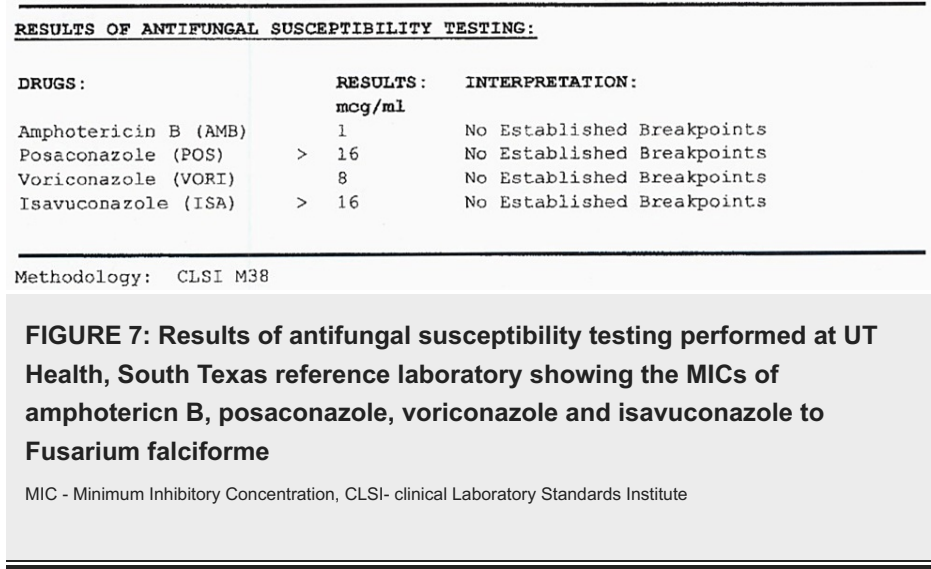 RESULTS OF ANTIFUNGAL SUSCEPTIBILITY TESTING:
DRUGS: RESULTS: INTERPRETATION:
mcg/ml
Amphotericin B (AMB) 1 No Established Breakpoints
Posaconazole (POS) > 16 No Established Breakpoints
Voriconazole (VORI) 8 No Established Breakpoints
Isavuconazole (ISA) > 16 No Established Breakpoints
Methodology: CLSI M38
FIGURE 7: Results of antifungal susceptibility testing performed at UT
Health, South Texas reference laboratory showing the MICs of
amphotericn B, posaconazole, voriconazole and isavuconazole to
Fusarium falciforme
MIC - Minimum Inhibitory Concentration, CLSI- clinical Laboratory Standards Institute